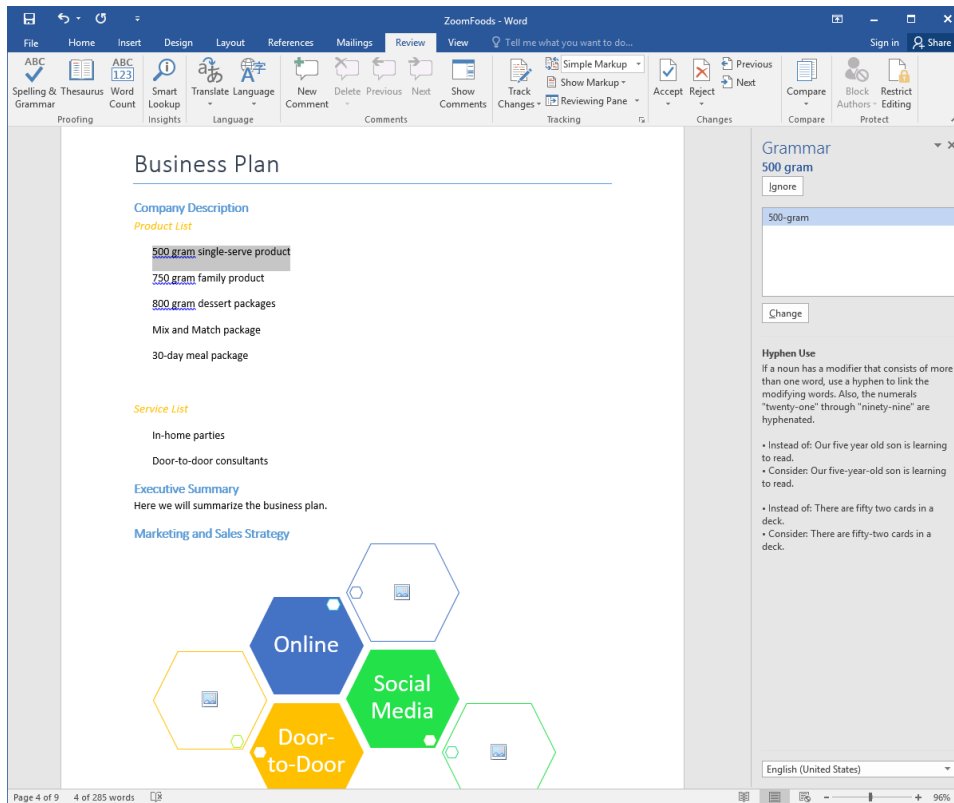 ZoomFoods - Word
File Home Insert Design Layout References Mailings Review View Tell me what you want to do... Sign in Share
ABC
Spelling & Grammar
Thesaurus
ABC
123
Word Count
Smart Lookup
Translate
Language
New Comment
Delete
Previous
Next
Show Comments
Track Changes
Simple Markup
Show Markup
Reviewing Pane
Accept
Reject
Previous
Next
Compare
Block Authors
Restrict Editing
Proofing Insights Language Comments Tracking Changes Compare Protect
Business Plan
Company Description
Product List
500 gram single-serve product
750 gram family product
800 gram dessert packages
Mix and Match package
30-day meal package
Service List
In-home parties
Door-to-door consultants
Executive Summary
Here we will summarize the business plan.
Marketing and Sales Strategy
Online
Social
Media
Door-
to-Door
Grammar
500 gram
Ignore
500-gram
Change
Hyphen Use
If a noun has a modifier that consists of more
than one word, use a hyphen to link the
modifying words. Also, the numerals
"twenty-one" through "ninety-nine" are
hyphenated.
• Instead of: Our five year old son is learning
to read.
• Consider: Our five-year-old son is learning
to read.
• Instead of: There are fifty two cards in a
deck.
• Consider: There are fifty-two cards in a
deck.
English (United States)
Page 4 of 9 4 of 285 words 96%